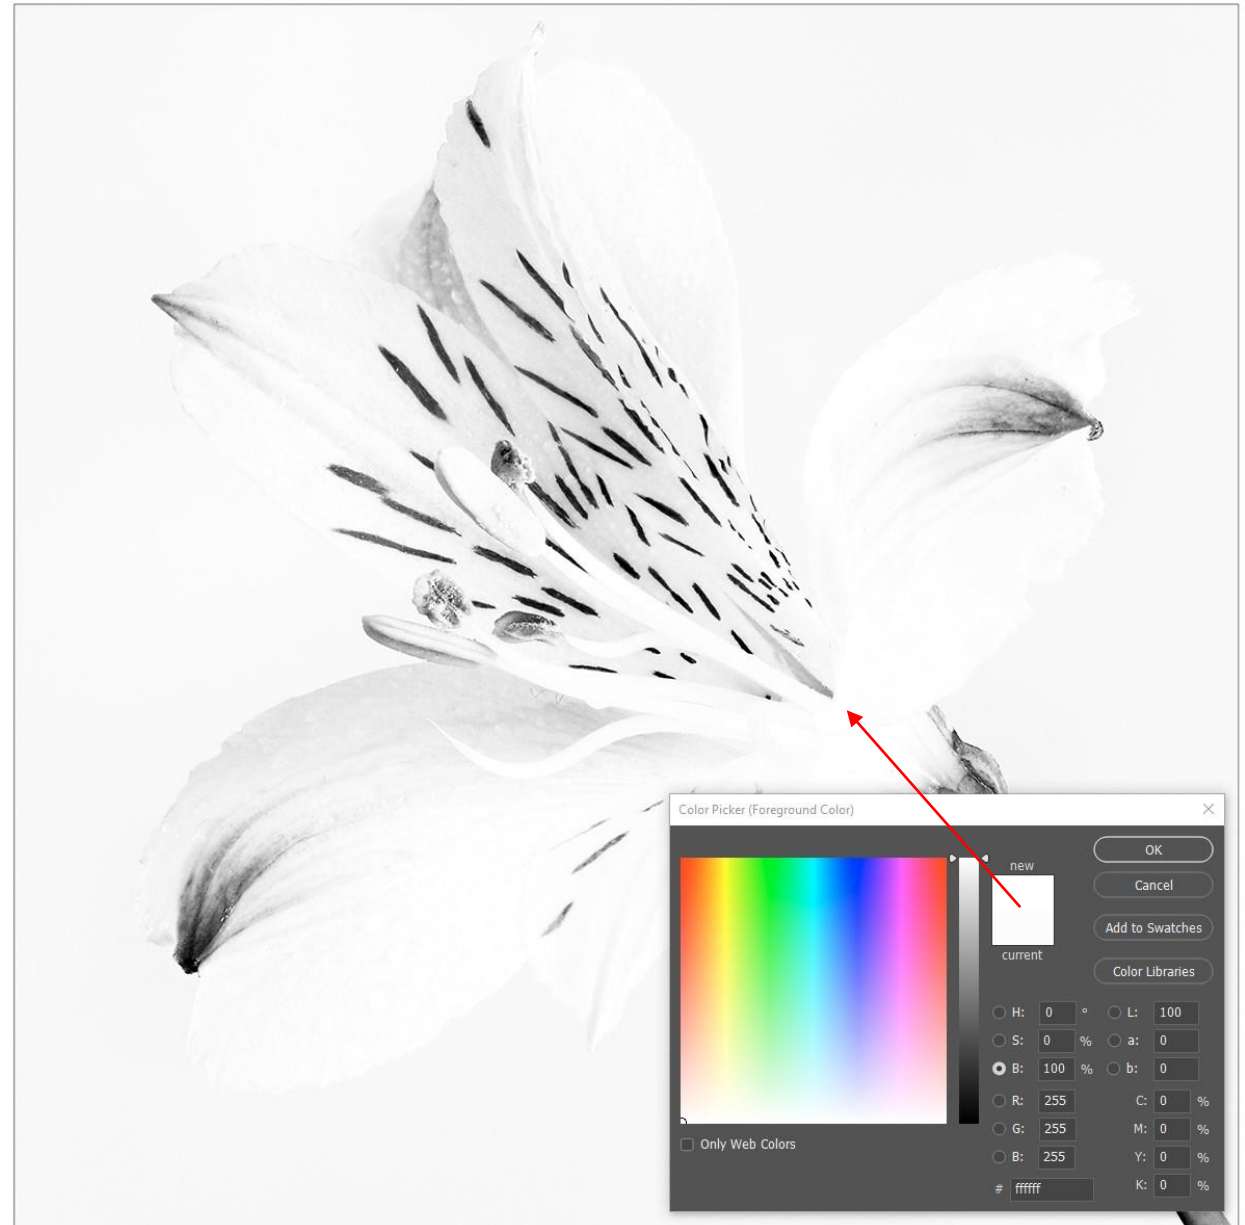 Color Picker (Foreground Color)
new
current
OK
Cancel
Add to Swatches
Color Libraries
H: 0 ° L: 100
S: 0 % a: 0
B: 100 % b: 0
R: 255 C: 0 %
G: 255 M: 0 %
B: 255 Y: 0 %
# ffffff K: 0 %
Only Web Colors